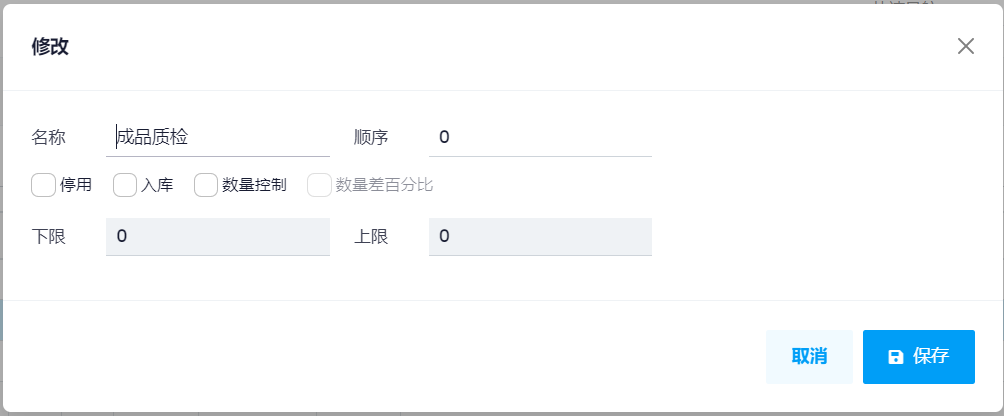 修改
名称 成品质检 顺序 0
停用 入库 数量控制 数量差百分比
下限 0 上限 0
取消 保存